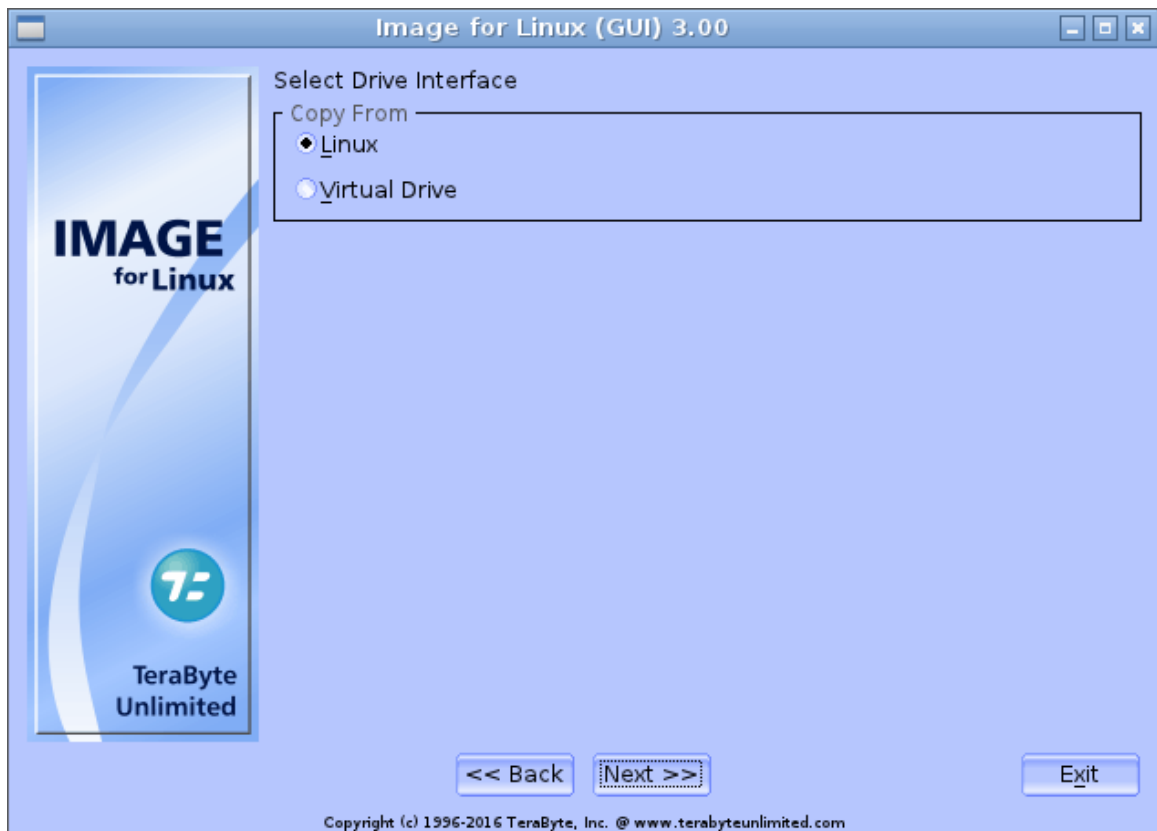 Image for Linux (GUI) 3.00
Select Drive Interface
Copy From
Linux
Virtual Drive
IMAGE
for Linux
TeraByte
Unlimited
<< Back
Next >>
Exit
Copyright (c) 1996-2016 TeraByte, Inc. @ www.terabyteunlimited.com